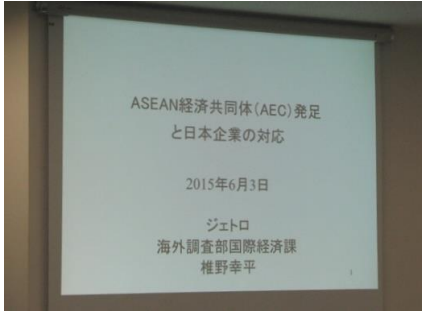 ASEAN経済共同体(AEC)発足
と日本企業の対応
2015年6月3日
ジェトロ
海外調査部国際経済課
椎野幸平
1